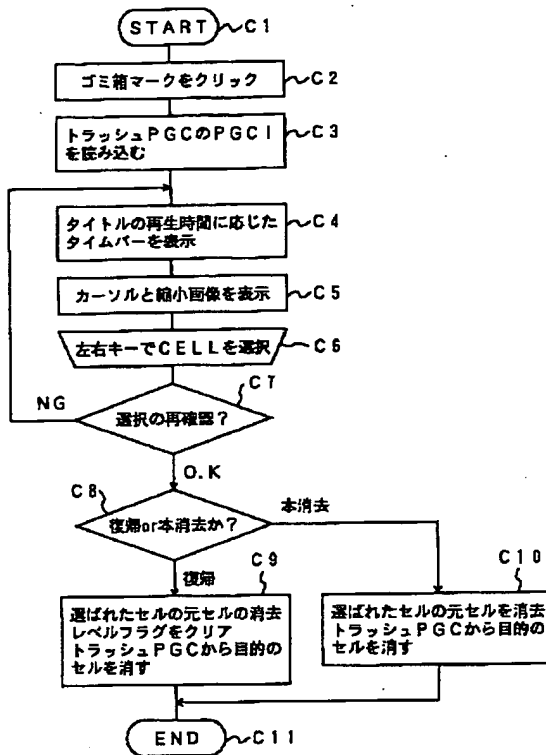 START C1
ゴミ箱マークをクリック C2
トラッシュPGCのPGCI C3
を読み込む
タイトルの再生時間に応じた C4
タイムバーを表示
カーソルと縮小画像を表示 C5
左右キーでCELLを選択 C6
C7
NG
選択の再確認?
O.K
C8
復帰or本消去か?
本消去
復帰
C9
C10
選ばれたセルの元セルの消去
レベルフラグをクリア
トラッシュPGCから目的の
セルを消す
選ばれたセルの元セルを消去
トラッシュPGCから目的の
セルを消す
END C11